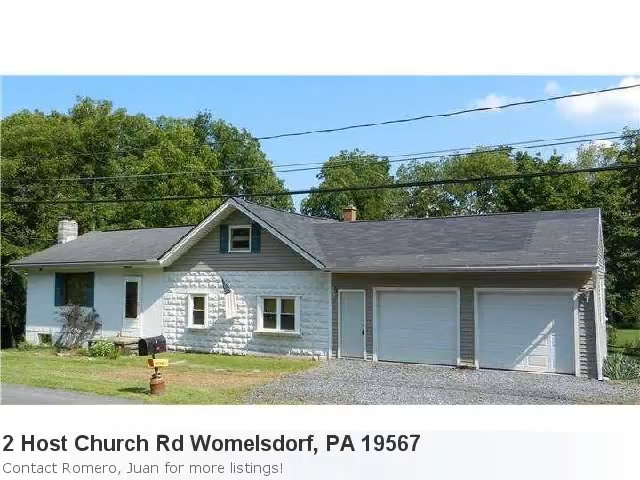 2 Host Church Rd Womelsdorf, PA 19567
Contact Romero, Juan for more listings!